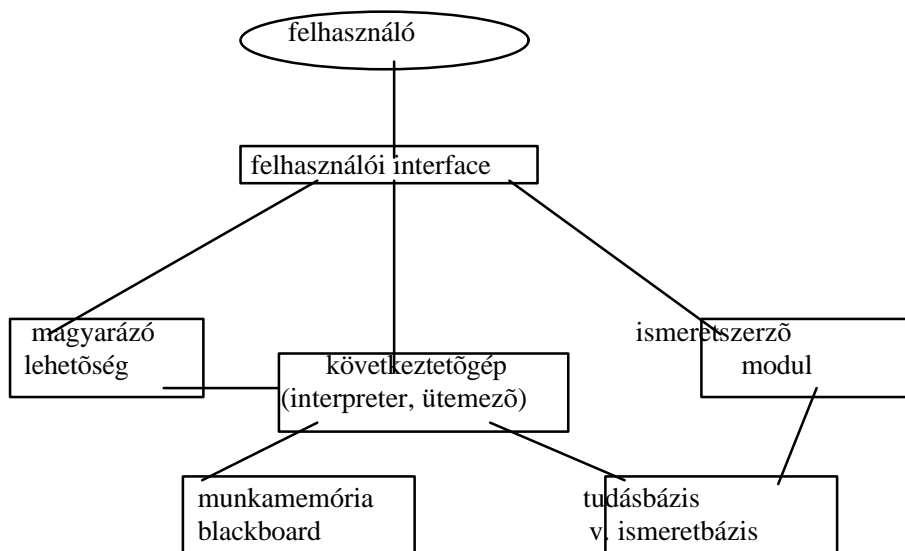 felhasználó
felhasználói interface
magyarázó
lehetõség
ismeretszerzõ
modul
következtetõgép
(interpreter, ütemezõ)
munkamemória
blackboard
tudásbázis
v. ismeretbázis